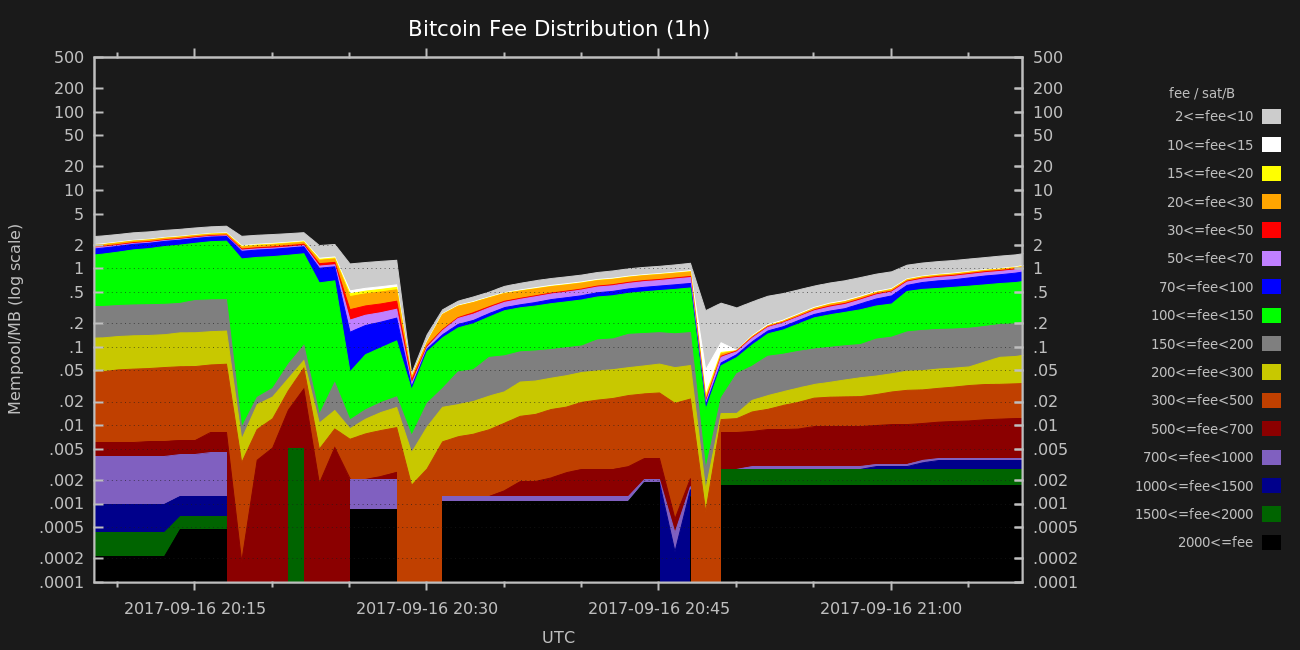 Bitcoin Fee Distribution (1h)
Mempool/MB (log scale)
500
200
100
50
20
10
5
2
1
.5
.2
.1
.05
.02
.01
.005
.002
.001
.0005
.0002
.0001
500
200
100
50
20
10
5
2
1
.5
.2
.1
.05
.02
.01
.005
.002
.001
.0005
.0002
.0001
fee / sat/B
2<=fee<10
10<=fee<15
15<=fee<20
20<=fee<30
30<=fee<50
50<=fee<70
70<=fee<100
100<=fee<150
150<=fee<200
200<=fee<300
300<=fee<500
500<=fee<700
700<=fee<1000
1000<=fee<1500
1500<=fee<2000
2000<=fee
2017-09-16 20:15 2017-09-16 20:30 2017-09-16 20:45 2017-09-16 21:00
UTC